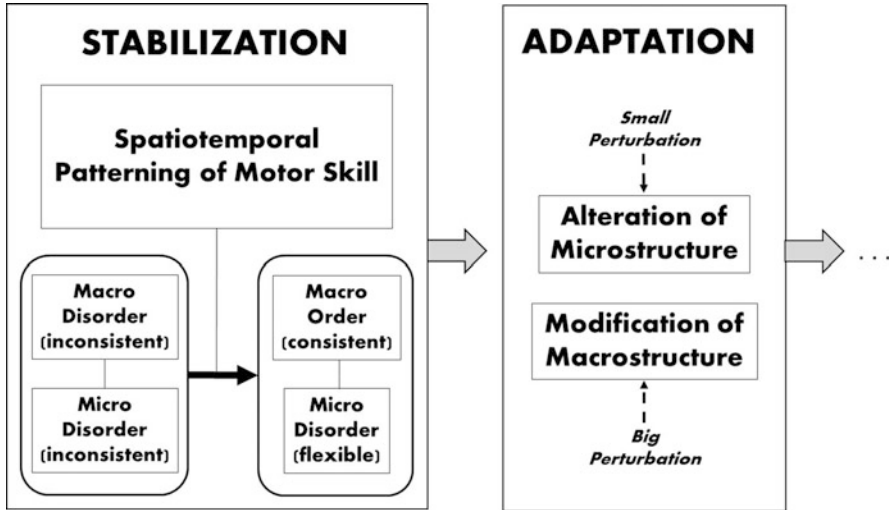 STABILIZATION
Spatiotemporal
Patterning of Motor Skill
Macro
Disorder
(inconsistent)
Micro
Disorder
(inconsistent)
Macro
Order
(consistent)
Micro
Disorder
(flexible)
ADAPTATION
Small
Perturbation
Alteration of
Microstructure
Modification of
Macrostructure
Big
Perturbation
. . .